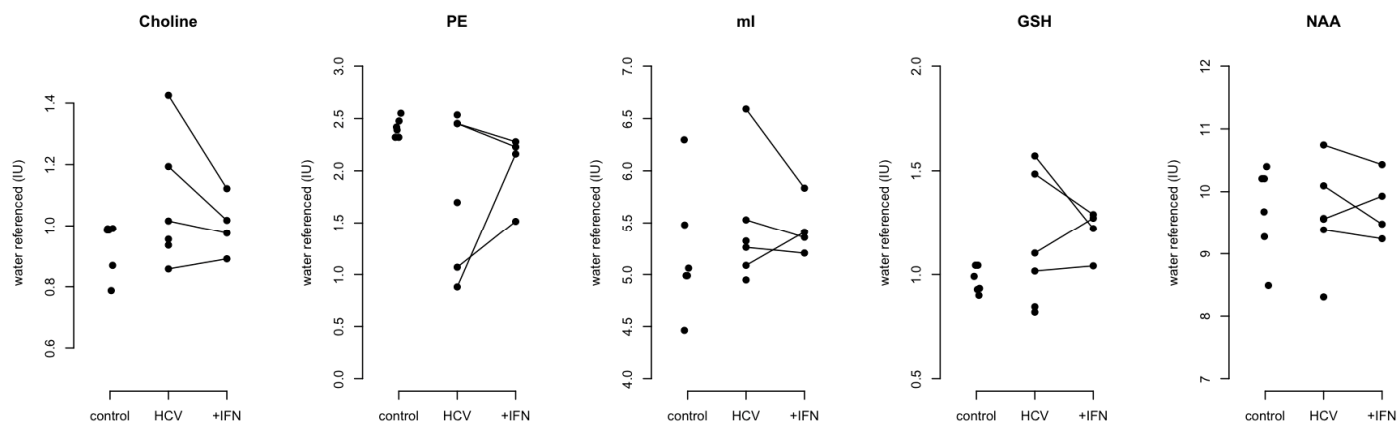 Choline
water referenced (IU)
0.6 0.8 1.0 1.2 1.4
control HCV +IFN
PE
water referenced (IU)
0.0 0.5 1.0 1.5 2.0 2.5 3.0
control HCV +IFN
mI
water referenced (IU)
4.0 4.5 5.0 5.5 6.0 6.5 7.0
control HCV +IFN
GSH
water referenced (IU)
0.5 1.0 1.5 2.0
control HCV +IFN
NAA
water referenced (IU)
7 8 9 10 11 12
control HCV +IFN